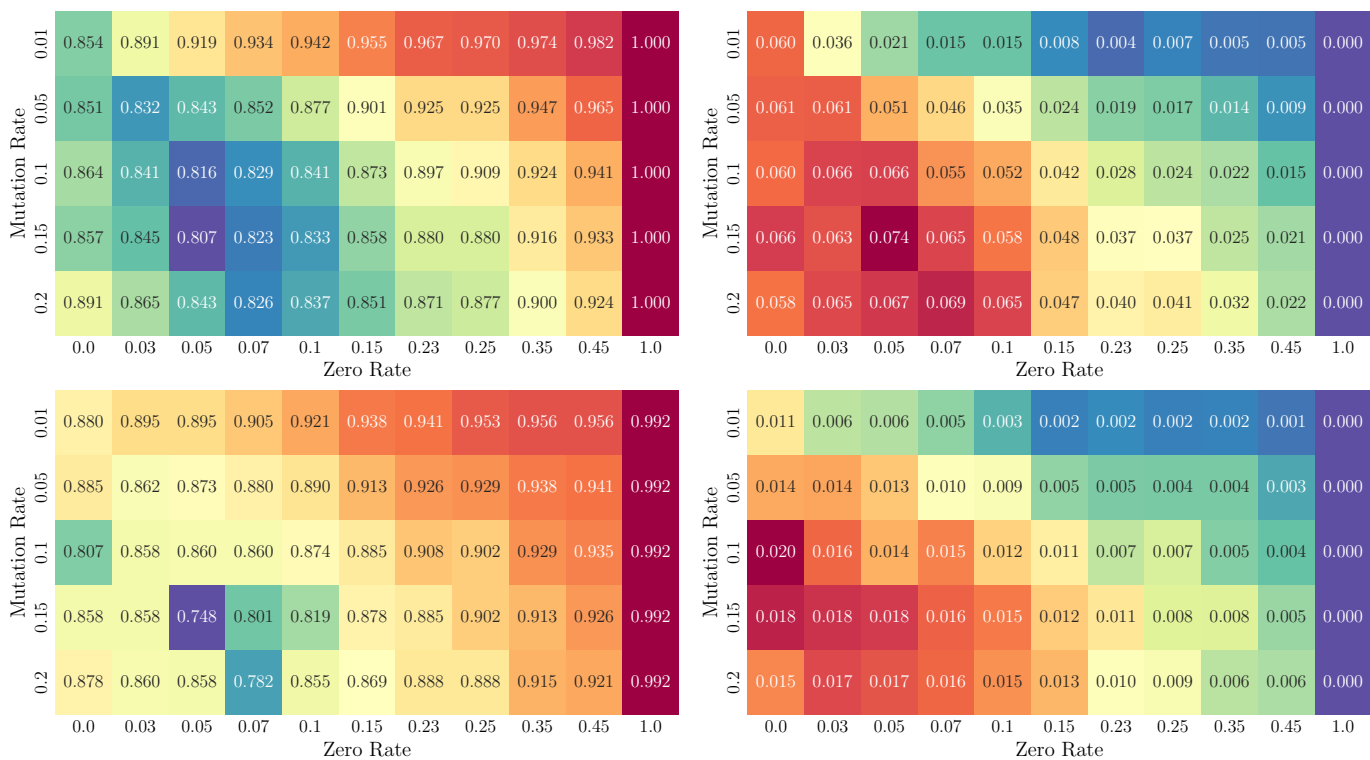 0.01 0.854 0.891 0.919 0.934 0.942 0.955 0.967 0.970 0.974 0.982 1.000
0.05 0.851 0.832 0.843 0.852 0.877 0.901 0.925 0.925 0.947 0.965 1.000
0.1 0.864 0.841 0.816 0.829 0.841 0.873 0.897 0.909 0.924 0.941 1.000
0.15 0.857 0.845 0.807 0.823 0.833 0.858 0.880 0.880 0.916 0.933 1.000
0.2 0.891 0.865 0.843 0.826 0.837 0.851 0.871 0.877 0.900 0.924 1.000
Mutation Rate
0.0 0.03 0.05 0.07 0.1 0.15 0.23 0.25 0.35 0.45 1.0
Zero Rate
0.01 0.060 0.036 0.021 0.015 0.015 0.008 0.004 0.007 0.005 0.005 0.000
0.05 0.061 0.061 0.051 0.046 0.035 0.024 0.019 0.017 0.014 0.009 0.000
0.1 0.060 0.066 0.066 0.055 0.052 0.042 0.028 0.024 0.022 0.015 0.000
0.15 0.066 0.063 0.074 0.065 0.058 0.048 0.037 0.037 0.025 0.021 0.000
0.2 0.058 0.065 0.067 0.069 0.065 0.047 0.040 0.041 0.032 0.022 0.000
Mutation Rate
0.0 0.03 0.05 0.07 0.1 0.15 0.23 0.25 0.35 0.45 1.0
Zero Rate
0.01 0.880 0.895 0.895 0.905 0.921 0.938 0.941 0.953 0.956 0.956 0.992
0.05 0.885 0.862 0.873 0.880 0.890 0.913 0.926 0.929 0.938 0.941 0.992
0.1 0.807 0.858 0.860 0.860 0.874 0.885 0.908 0.902 0.929 0.935 0.992
0.15 0.858 0.858 0.748 0.801 0.819 0.878 0.885 0.902 0.913 0.926 0.992
0.2 0.878 0.860 0.858 0.782 0.855 0.869 0.888 0.888 0.915 0.921 0.992
Mutation Rate
0.0 0.03 0.05 0.07 0.1 0.15 0.23 0.25 0.35 0.45 1.0
Zero Rate
0.01 0.011 0.006 0.006 0.005 0.003 0.002 0.002 0.002 0.002 0.001 0.000
0.05 0.014 0.014 0.013 0.010 0.009 0.005 0.005 0.004 0.004 0.003 0.000
0.1 0.020 0.016 0.014 0.015 0.012 0.011 0.007 0.007 0.005 0.004 0.000
0.15 0.018 0.018 0.018 0.016 0.015 0.012 0.011 0.008 0.008 0.005 0.000
0.2 0.015 0.017 0.017 0.016 0.015 0.013 0.010 0.009 0.006 0.006 0.000
Mutation Rate
0.0 0.03 0.05 0.07 0.1 0.15 0.23 0.25 0.35 0.45 1.0
Zero Rate